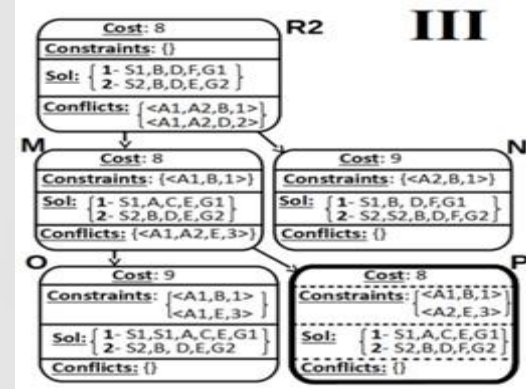 III
R2
Cost: 8
Constraints: {}
Sol: { 1- S1,B,D,F,G1
2- S2,B,D,E,G2 }
Conflicts: {<A1,A2,B,1>
<A1,A2,D,2>}
M
Cost: 8
Constraints: {<A1,B,1>}
Sol: { 1- S1,A,C,E,G1
2- S2,B,D,E,G2 }
Conflicts: {<A1,A2,E,3>}
N
Cost: 9
Constraints: {<A2,B,1>}
Sol: { 1- S1,B, D,F,G1
2- S2,S2,B,D,F,G2 }
Conflicts: {}
O
Cost: 9
Constraints: {<A1,B,1>
<A1,E,3>}
Sol: { 1- S1,S1,A,C,E,G1
2- S2,B, D,E,G2 }
Conflicts: {}
P
Cost: 8
Constraints: {<A1,B,1>
<A2,E,3>}
Sol: { 1- S1,A,C,E,G1
2- S2,B,D,F,G2 }
Conflicts: {}